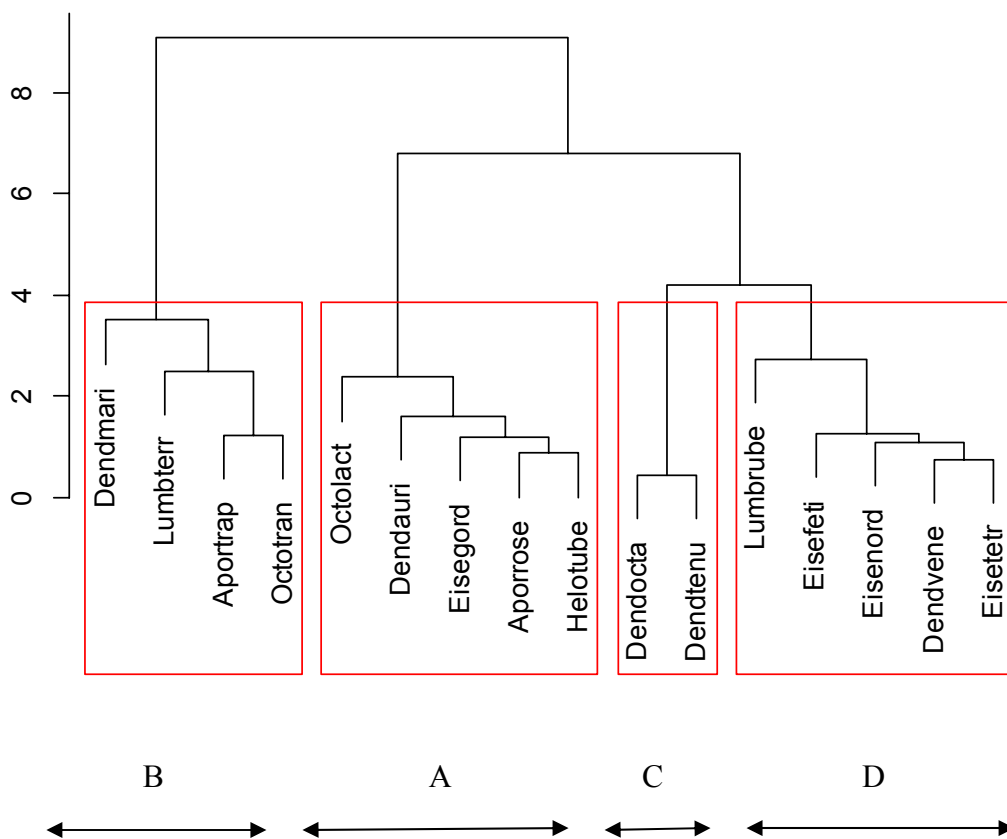 8
6
4
2
0
Dendmari
Lumbterr
Aportrap
Octotran
Octolact
Dendauri
Eisegord
Aporrose
Helotube
Dendocta
Dendtenu
Lumbrube
Eisefeti
Eisenord
Dendvene
Eisetetr
B A C D